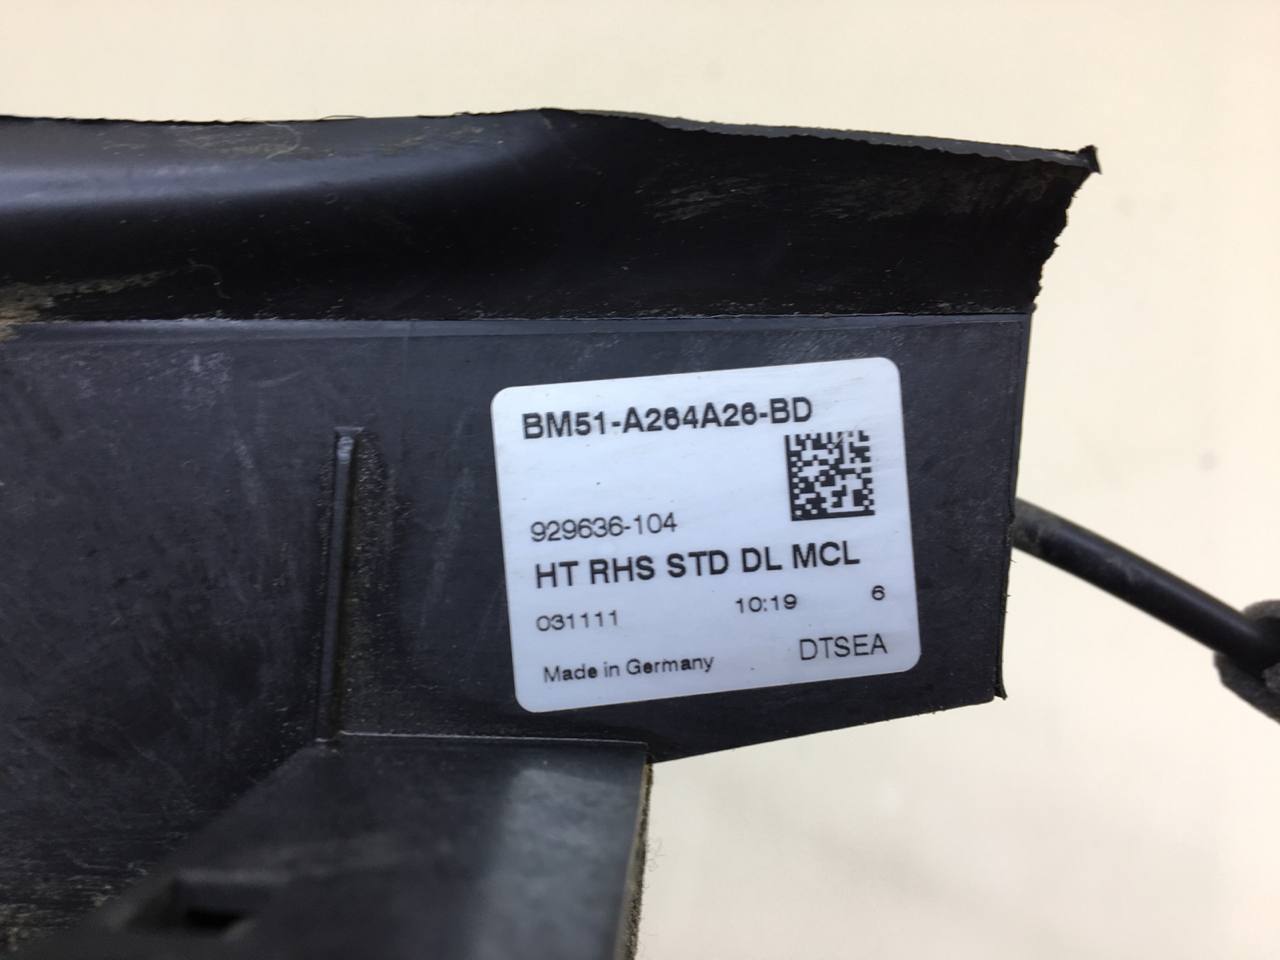 BM51-A264A26-BD
929636-104
HT RHS STD DL MCL
031111 10:19 6
Made in Germany DTSEA